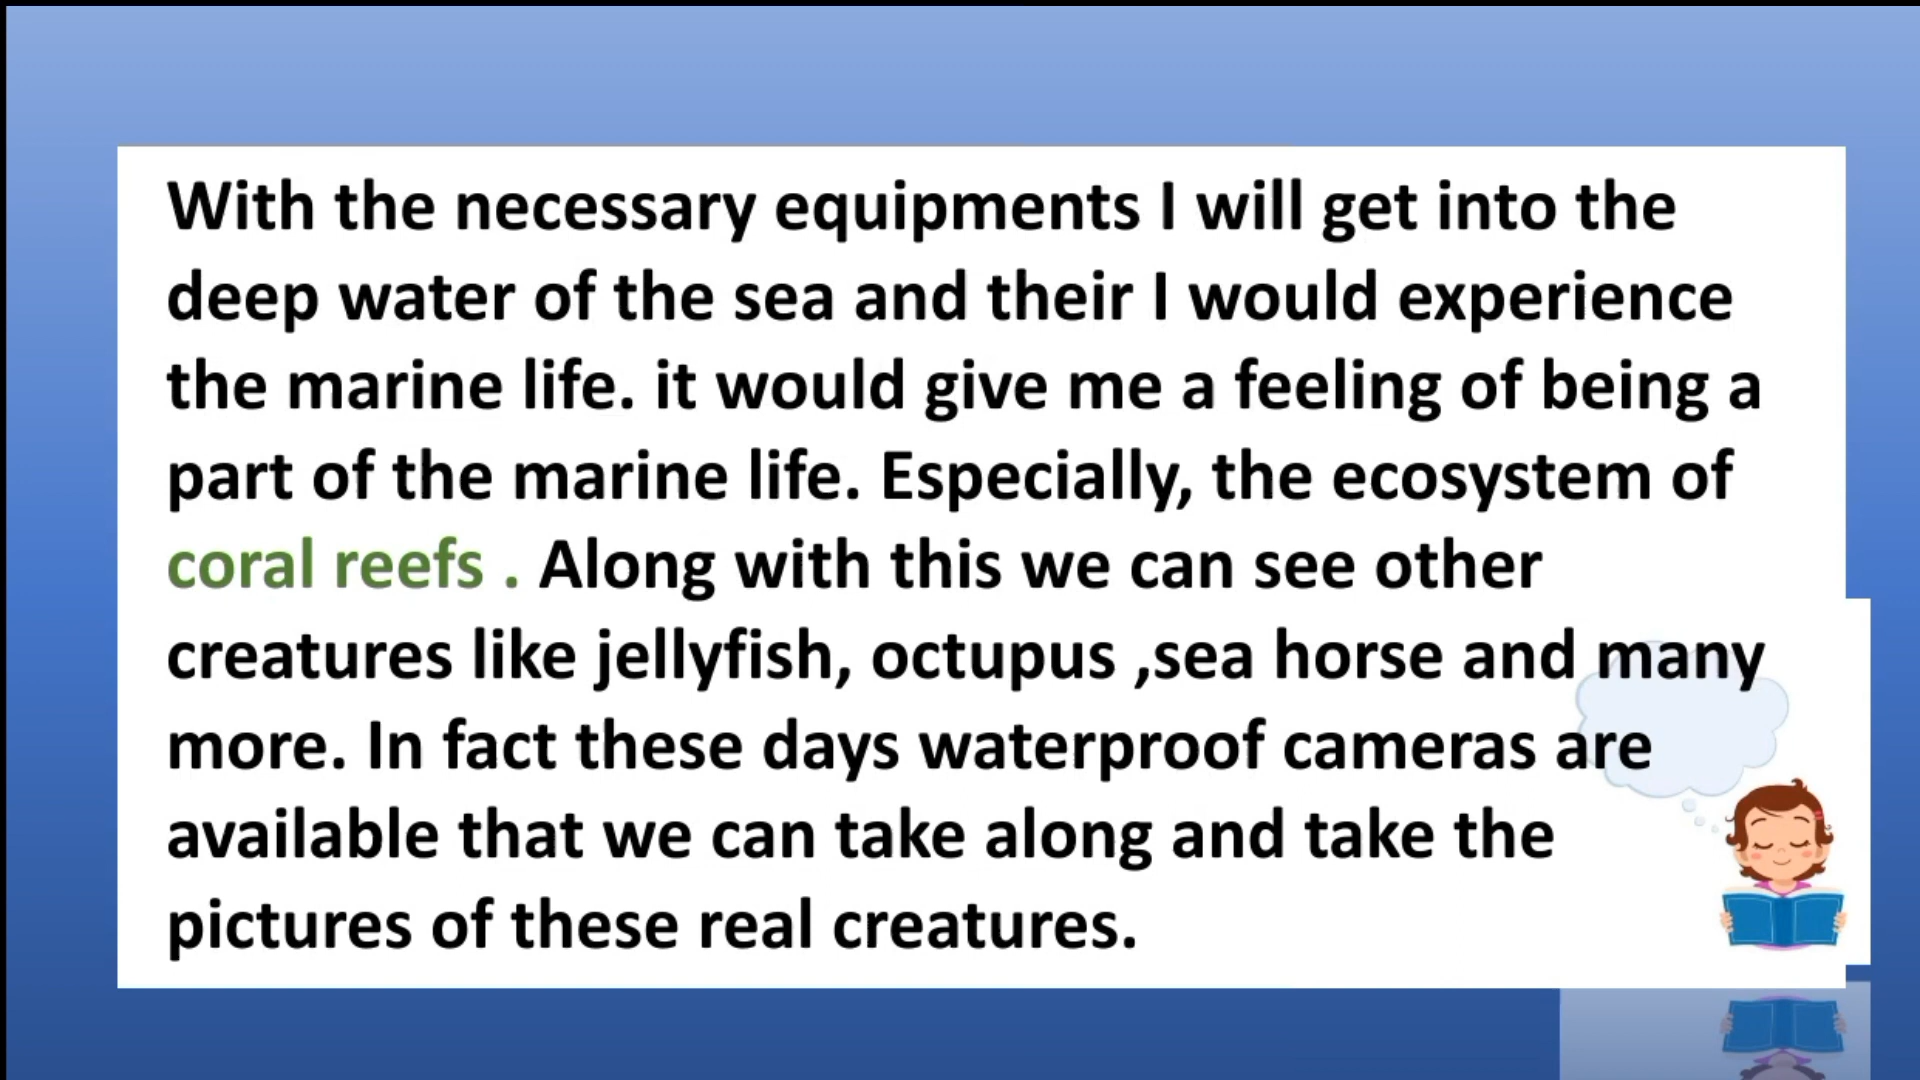 With the necessary equipments I will get into the
deep water of the sea and their I would experience
the marine life. it would give me a feeling of being a
part of the marine life. Especially, the ecosystem of
coral reefs . Along with this we can see other
creatures like jellyfish, octupus ,sea horse and many
more. In fact these days waterproof cameras are
available that we can take along and take the
pictures of these real creatures.